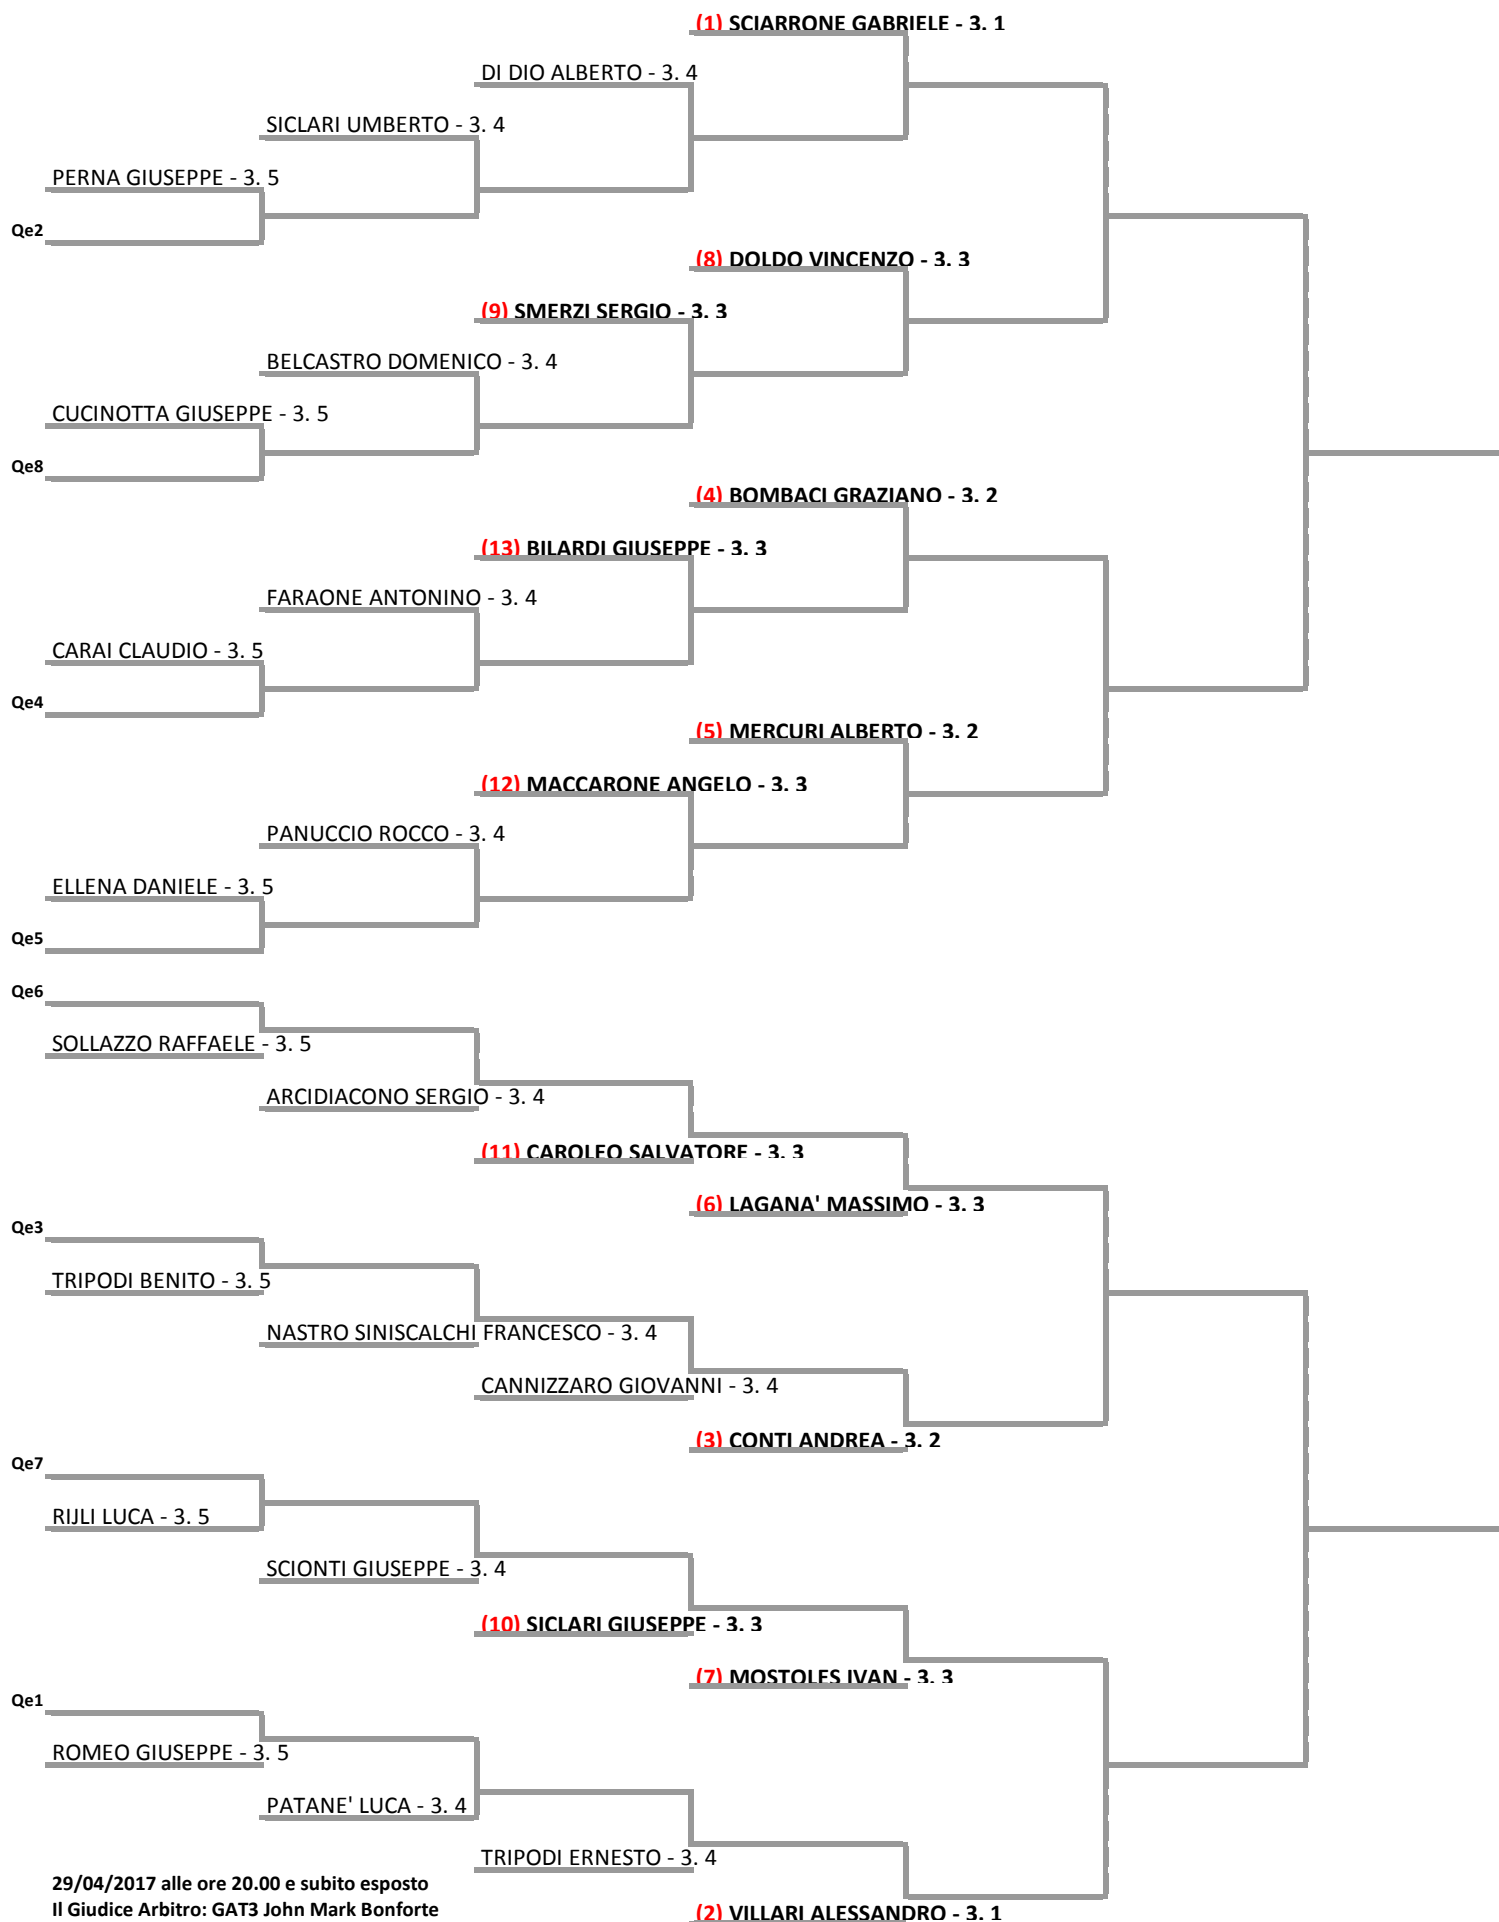 (1) SCIARRONE GABRIELE - 3. 1
DI DIO ALBERTO - 3. 4
SICLARI UMBERTO - 3. 4
PERNA GIUSEPPE - 3. 5
Qe2
(8) DOLDO VINCENZO - 3. 3
(9) SMERZI SERGIO - 3. 3
BELCASTRO DOMENICO - 3. 4
CUCINOTTA GIUSEPPE - 3. 5
Qe8
(4) BOMBACI GRAZIANO - 3. 2
(13) BILARDI GIUSEPPE - 3. 3
FARAONE ANTONINO - 3. 4
CARAI CLAUDIO - 3. 5
Qe4
(5) MERCURI ALBERTO - 3. 2
(12) MACCARONE ANGELO - 3. 3
PANUCCIO ROCCO - 3. 4
ELLENA DANIELE - 3. 5
Qe5
Qe6
SOLLAZZO RAFFAELE - 3. 5
ARCIDIACONO SERGIO - 3. 4
(11) CAROLEO SALVATORE - 3. 3
(6) LAGANA' MASSIMO - 3. 3
Qe3
TRIPODI BENITO - 3. 5
NASTRO SINISCALCHI FRANCESCO - 3. 4
CANNIZZARO GIOVANNI - 3. 4
(3) CONTI ANDREA - 3. 2
Qe7
RIJLI LUCA - 3. 5
SCIONTI GIUSEPPE - 3. 4
(10) SICLARI GIUSEPPE - 3. 3
(7) MOSTOLES IVAN - 3. 3
Qe1
ROMEO GIUSEPPE - 3. 5
PATANE' LUCA - 3. 4
TRIPODI ERNESTO - 3. 4
29/04/2017 alle ore 20.00 e subito esposto
Il Giudice Arbitro: GAT3 John Mark Bonforte
(2) VILLARI ALESSANDRO - 3. 1